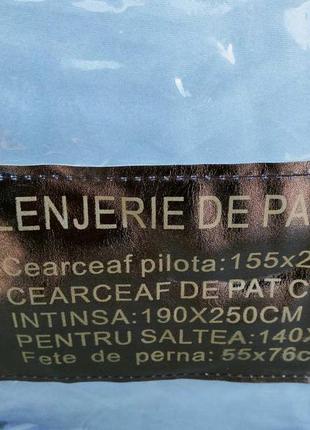 LENJERIE DE PA
Cearceaf pilota:155x2
CEARCEAF DE PAT C
INTINSA:190X250CM
PENTRU SALTEA:140X
Fete de perna: 55x76c